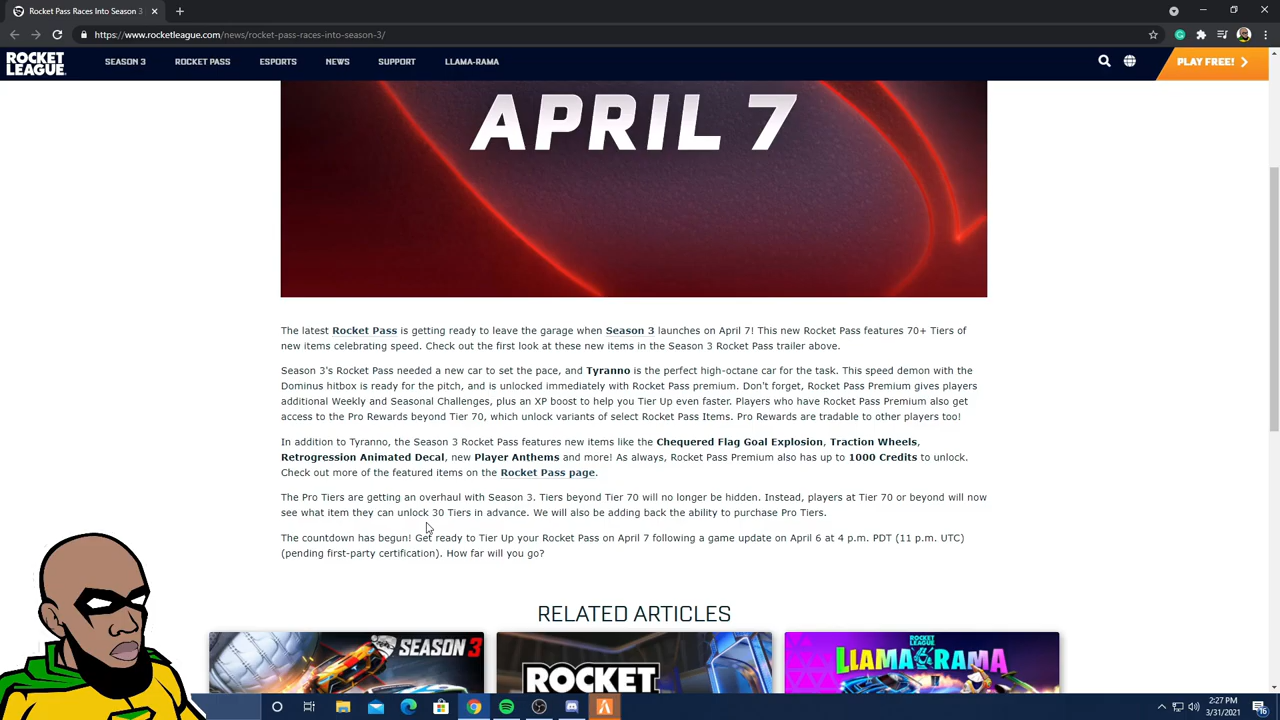 Rocket Pass Races Into Season 3
https://www.rocketleague.com/news/rocket-pass-races-into-season-3/
ROCKET LEAGUE
SEASON 3 ROCKET PASS ESPORTS NEWS SUPPORT LLAMA-RAMA PLAY FREE!
APRIL 7
The latest Rocket Pass is getting ready to leave the garage when Season 3 launches on April 7! This new Rocket Pass features 70+ Tiers of
new items celebrating speed. Check out the first look at these new items in the Season 3 Rocket Pass trailer above.
Season 3's Rocket Pass needed a new car to set the pace, and Tyranno is the perfect high-octane car for the task. This speed demon with the
Dominus hitbox is ready for the pitch, and is unlocked immediately with Rocket Pass premium. Don't forget, Rocket Pass Premium gives players
additional Weekly and Seasonal Challenges, plus an XP boost to help you Tier Up even faster. Players who have Rocket Pass Premium also get
access to the Pro Rewards beyond Tier 70, which unlock variants of select Rocket Pass Items. Pro Rewards are tradable to other players too!
In addition to Tyranno, the Season 3 Rocket Pass features new items like the Chequered Flag Goal Explosion, Traction Wheels,
Retrogression Animated Decal, new Player Anthems and more! As always, Rocket Pass Premium also has up to 1000 Credits to unlock.
Check out more of the featured items on the Rocket Pass page.
The Pro Tiers are getting an overhaul with Season 3. Tiers beyond Tier 70 will no longer be hidden. Instead, players at Tier 70 or beyond will now
see what item they can unlock 30 Tiers in advance. We will also be adding back the ability to purchase Pro Tiers.
The countdown has begun! Get ready to Tier Up your Rocket Pass on April 7 following a game update on April 6 at 4 p.m. PDT (11 p.m. UTC)
(pending first-party certification). How far will you go?
RELATED ARTICLES
SEASON 3
ROCKET
ROCKET LEAGUE
LLAMA-RAMA
2:27 PM
3/31/2021
16